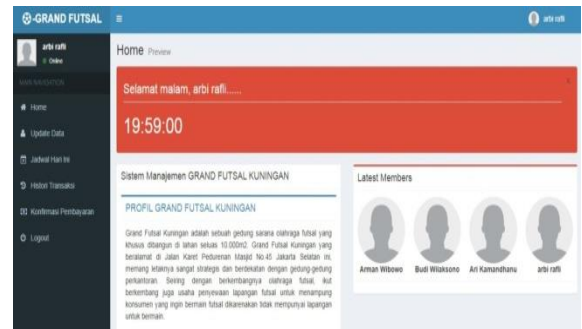 -GRAND FUTSAL
arbi rafli
arbi rafli
Online
MAIN NAVIGATION
Home
Update Data
Jadwal Hari Ini
Histori Transaksi
Konfirmasi Pembayaran
Logout
Home Preview
Selamat malam, arbi rafli......
19:59:00
Sistem Manajemen GRAND FUTSAL KUNINGAN
PROFIL GRAND FUTSAL KUNINGAN
Grand Futsal Kuningan adalah sebuah gedung sarana olahraga futsal yang
khusus dibangun di lahan seluas 10.000m2. Grand Futsal Kuningan yang
beralamat di Jalan Karet Pedurenan Masjid No.45 Jakarta Selatan ini,
memang letaknya sangat strategis dan berdekatan dengan gedung-gedung
perkantoran. Seiring dengan berkembangnya olahraga futsal, ikut
berkembang juga usaha penyewaan lapangan futsal untuk menampung
konsumen yang ingin bermain futsal dikarenakan tidak mempunyai lapangan
untuk bermain.
Latest Members
Arman Wibowo
Budi Wilaksono
Ari Kamandhanu
arbi rafli